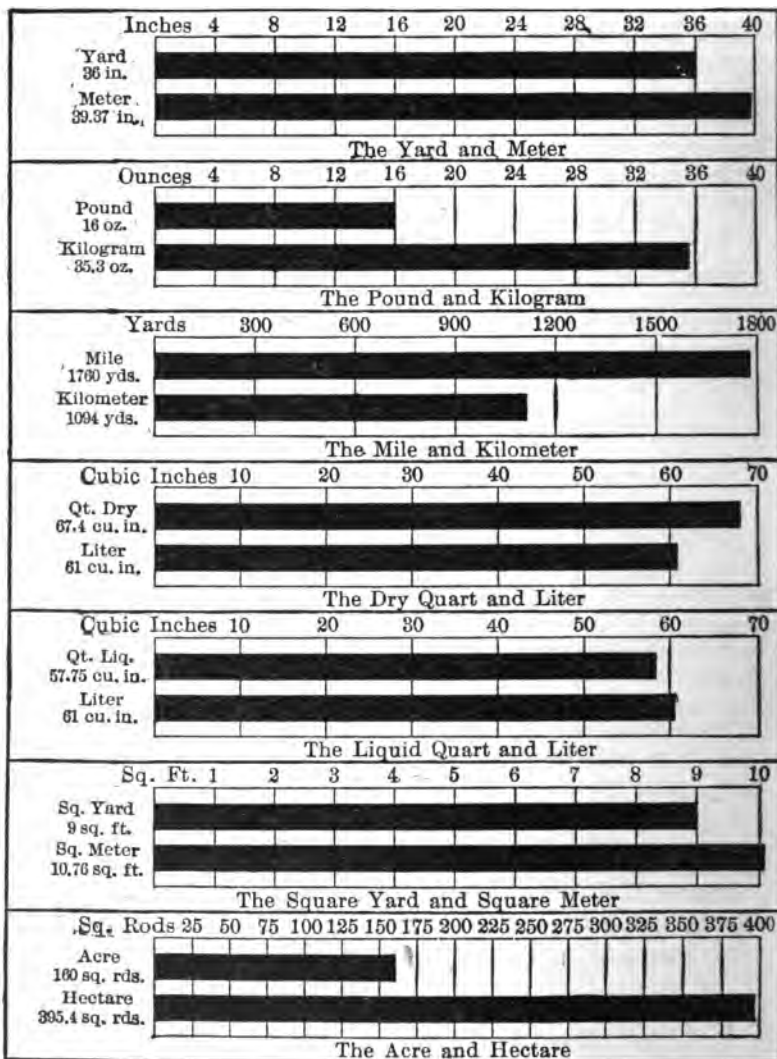 Inches 4 8 12 16 20 24 28 32 36 40
Yard
36 in.
Meter
39.37 in.
The Yard and Meter
Ounces 4 8 12 16 20 24 28 32 36 40
Pound
16 oz.
Kilogram
35.3 oz.
The Pound and Kilogram
Yards 300 600 900 1200 1500 1800
Mile
1760 yds.
Kilometer
1094 yds.
The Mile and Kilometer
Cubic Inches 10 20 30 40 50 60 70
Qt. Dry
67.4 cu. in.
Liter
61 cu. in.
The Dry Quart and Liter
Cubic Inches 10 20 30 40 50 60 70
Qt. Liq.
57.75 cu. in.
Liter
61 cu. in.
The Liquid Quart and Liter
Sq. Ft. 1 2 3 4 5 6 7 8 9 10
Sq. Yard
9 sq. ft.
Sq. Meter
10.76 sq. ft.
The Square Yard and Square Meter
Sq. Rods 25 50 75 100 125 150 175 200 225 250 275 300 325 350 375 400
Acre
160 sq. rds.
Hectare
395.4 sq. rds.
The Acre and Hectare